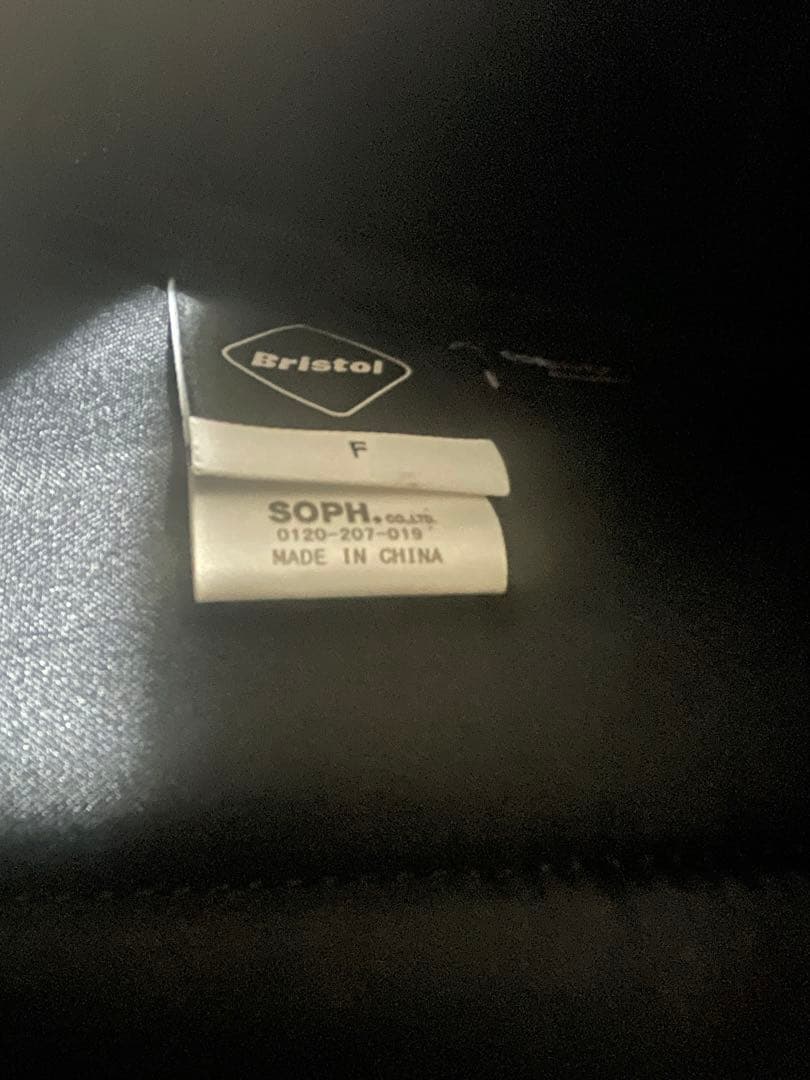 Bristol
F
SOPH.CO.,LTD.
0120-207-019
MADE IN CHINA